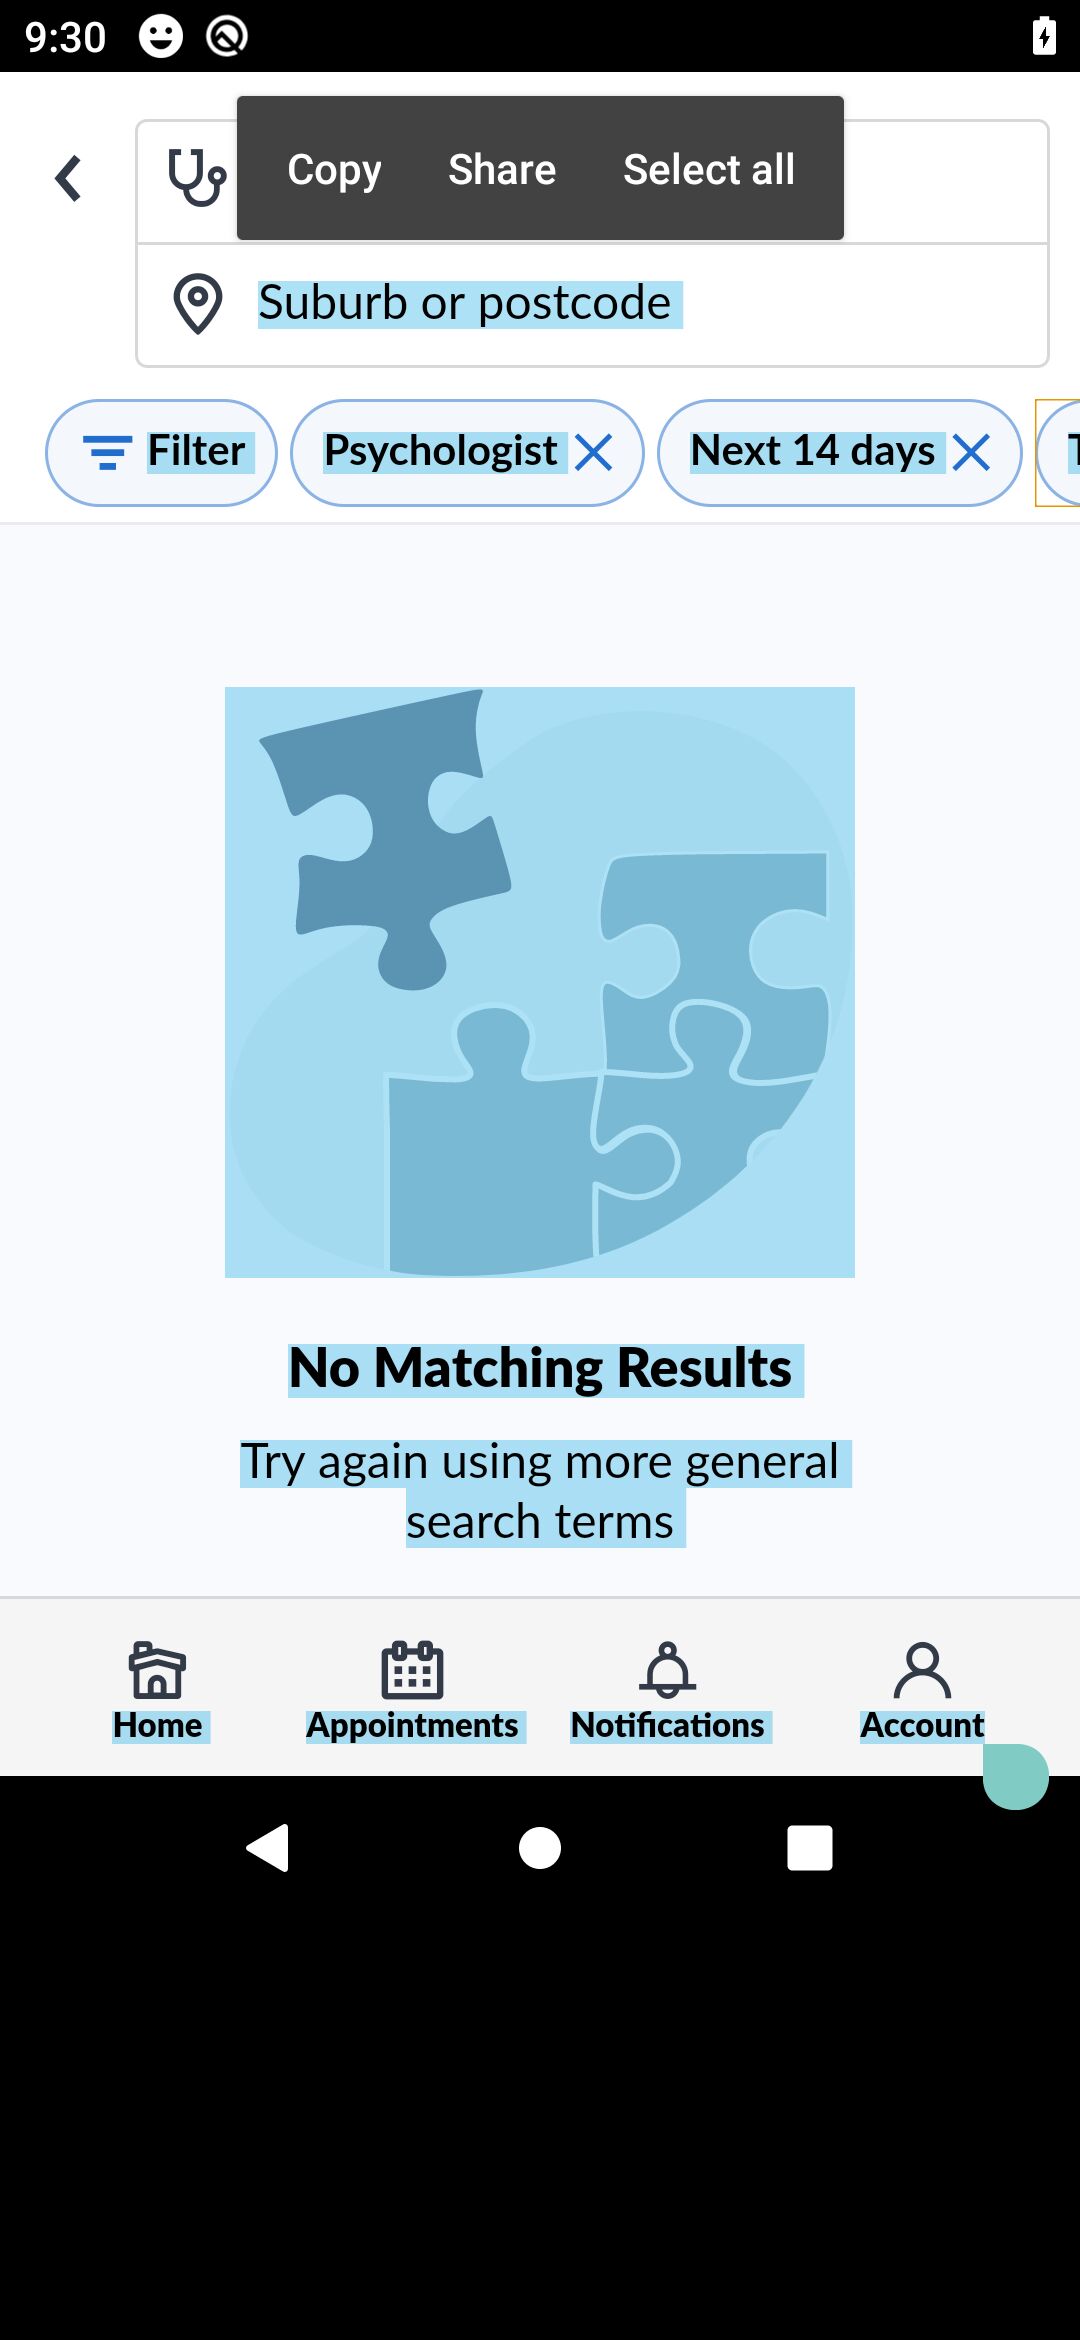 9:30
Copy Share Select all
Suburb or postcode
Filter Psychologist Next 14 days
No Matching Results
Try again using more general
search terms
Home Appointments Notifications Account